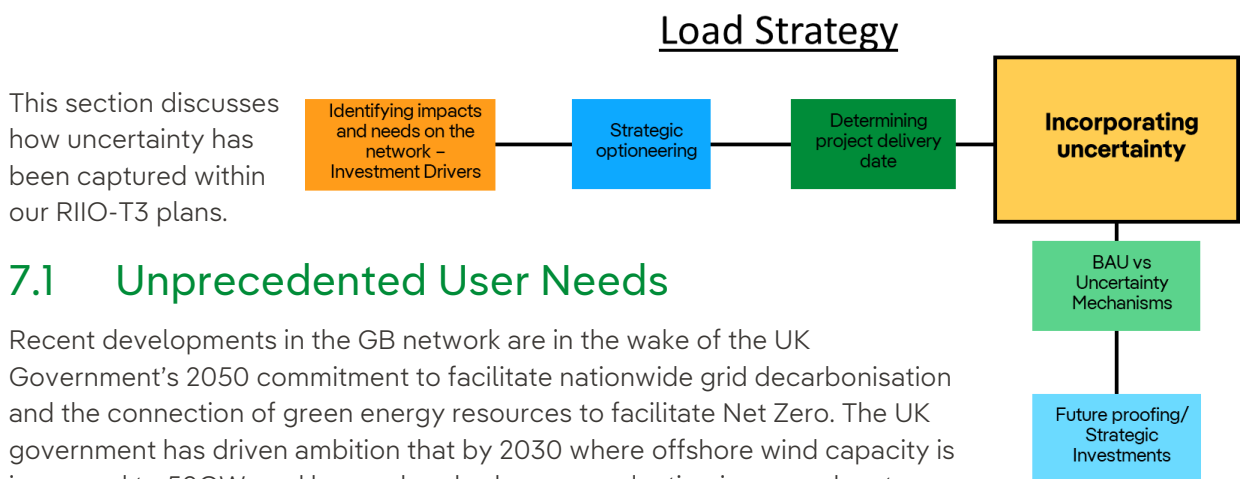 Load Strategy
This section discusses
how uncertainty has
been captured within
our RIIO-T3 plans.
Identifying impacts
and needs on the
network –
Investment Drivers
Strategic
optioneering
Determining
project delivery
date
Incorporating
uncertainty
BAU vs
Uncertainty
Mechanisms
Future proofing/
Strategic
Investments
7.1 Unprecedented User Needs
Recent developments in the GB network are in the wake of the UK
Government’s 2050 commitment to facilitate nationwide grid decarbonisation
and the connection of green energy resources to facilitate Net Zero. The UK
government has driven ambition that by 2030 where offshore wind capacity is